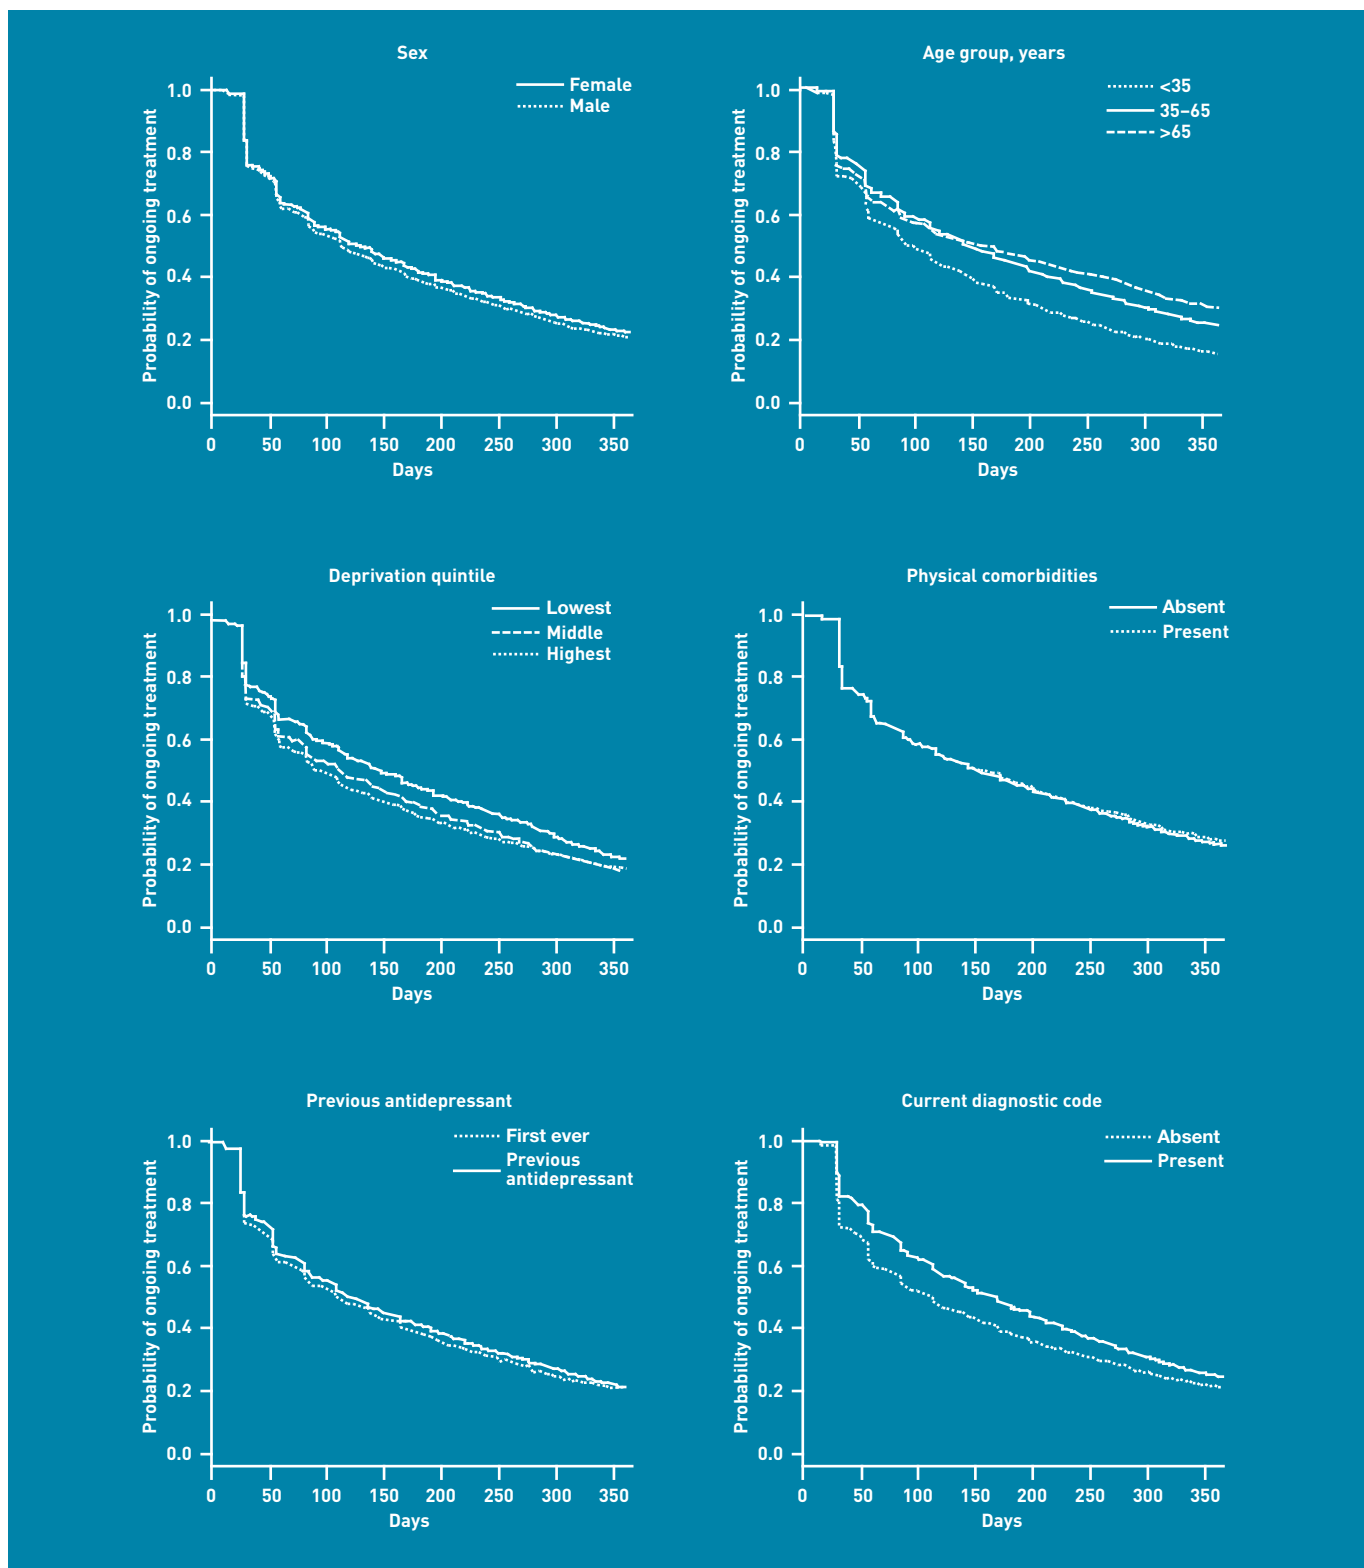 Sex
Female
Male
Probability of ongoing treatment
1.0
0.8
0.6
0.4
0.2
0.0
0 50 100 150 200 250 300 350
Days
Age group, years
<35
35–65
>65
Probability of ongoing treatment
1.0
0.8
0.6
0.4
0.2
0.0
0 50 100 150 200 250 300 350
Days
Deprivation quintile
Lowest
Middle
Highest
Probability of ongoing treatment
1.0
0.8
0.6
0.4
0.2
0.0
0 50 100 150 200 250 300 350
Days
Physical comorbidities
Absent
Present
Probability of ongoing treatment
1.0
0.8
0.6
0.4
0.2
0.0
0 50 100 150 200 250 300 350
Days
Previous antidepressant
First ever
Previous
antidepressant
Probability of ongoing treatment
1.0
0.8
0.6
0.4
0.2
0.0
0 50 100 150 200 250 300 350
Days
Current diagnostic code
Absent
Present
Probability of ongoing treatment
1.0
0.8
0.6
0.4
0.2
0.0
0 50 100 150 200 250 300 350
Days